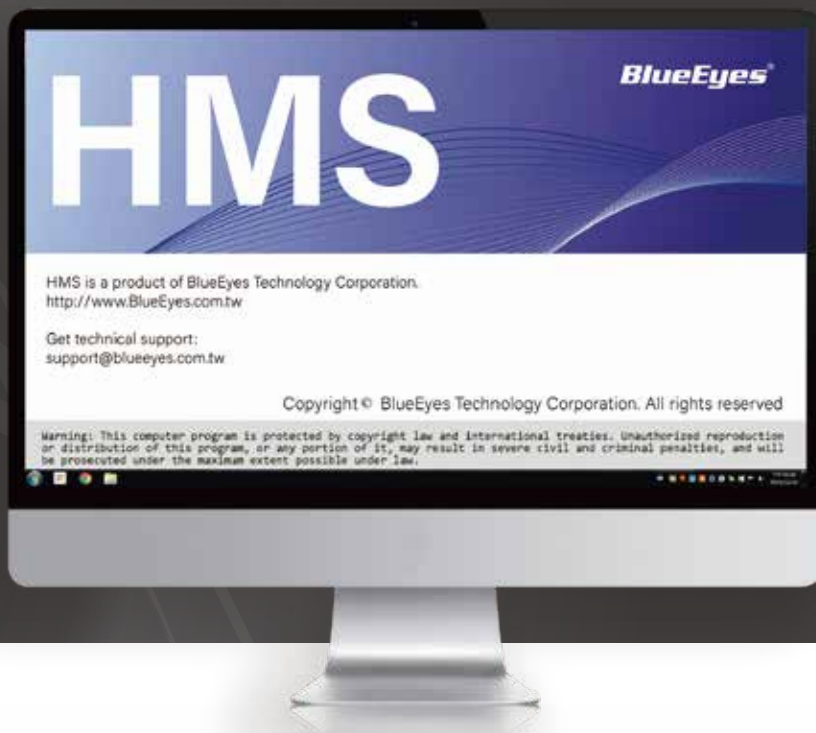 HMS
BlueEyes®
HMS is a product of BlueEyes Technology Corporation.
http://www.BlueEyes.com.tw
Get technical support:
support@blueeyes.com.tw
Copyright© BlueEyes Technology Corporation. All rights reserved
Warning: This computer program is protected by copyright law and international treaties. Unauthorized reproduction
or distribution of this program, or any portion of it, may result in severe civil and criminal penalties, and will
be prosecuted under the maximum extent possible under law.